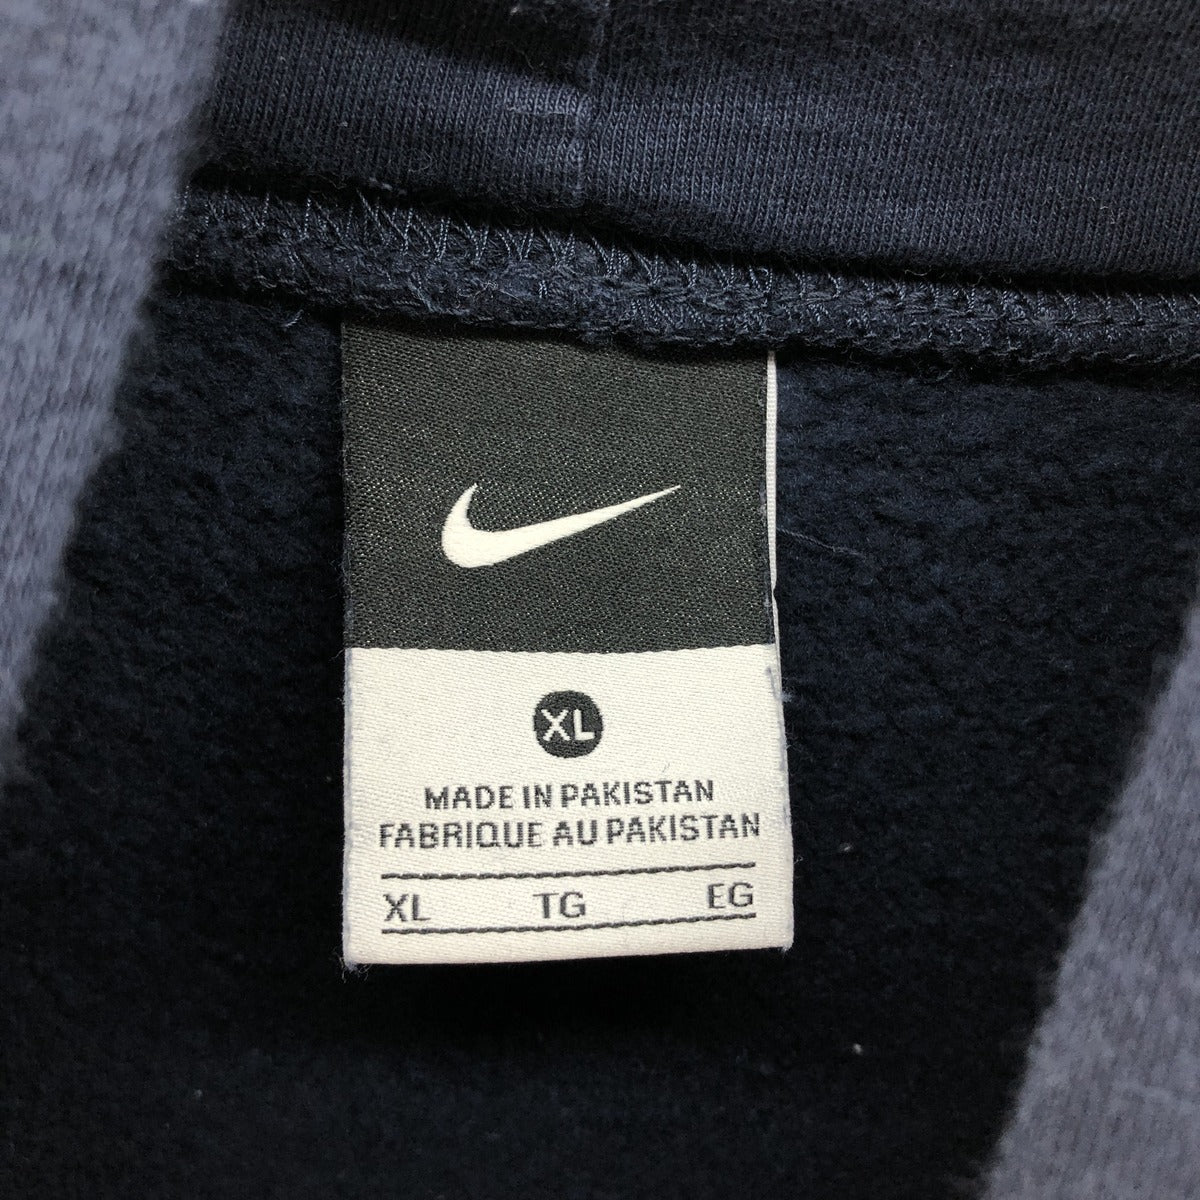 XL
MADE IN PAKISTAN
FABRIQUE AU PAKISTAN
XL TG EG